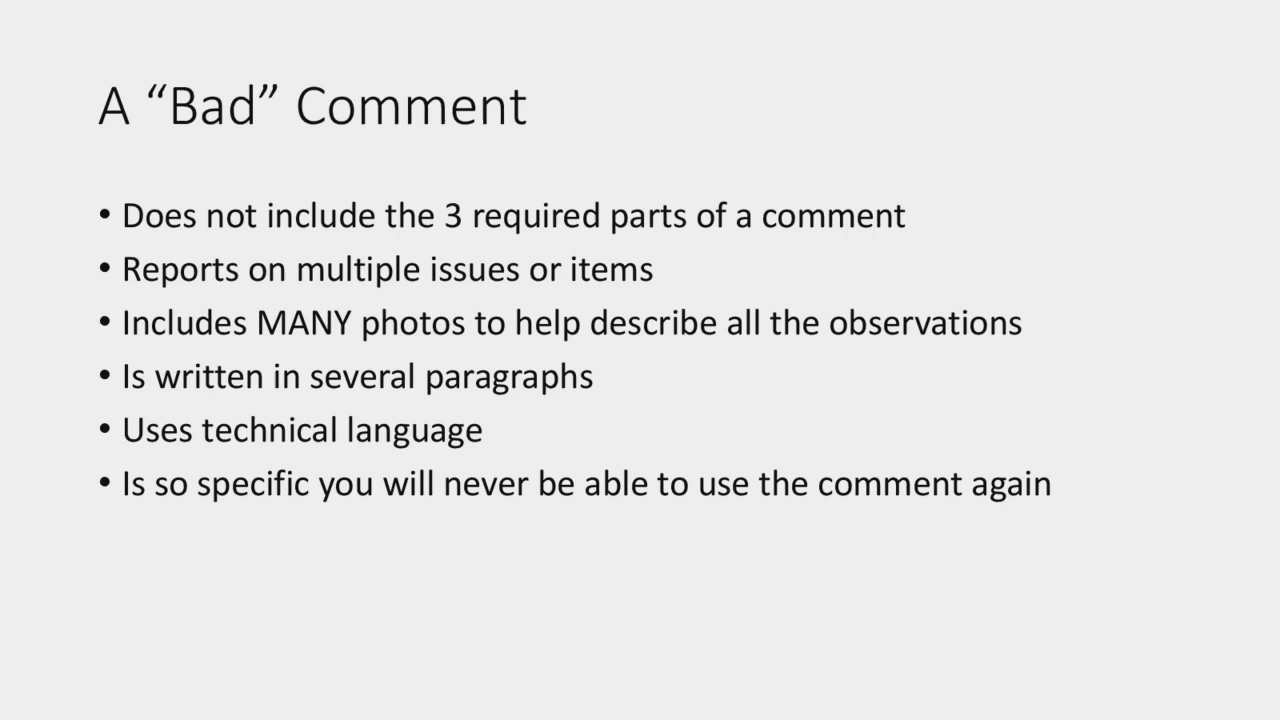 A “Bad” Comment
• Does not include the 3 required parts of a comment
• Reports on multiple issues or items
• Includes MANY photos to help describe all the observations
• Is written in several paragraphs
• Uses technical language
• Is so specific you will never be able to use the comment again